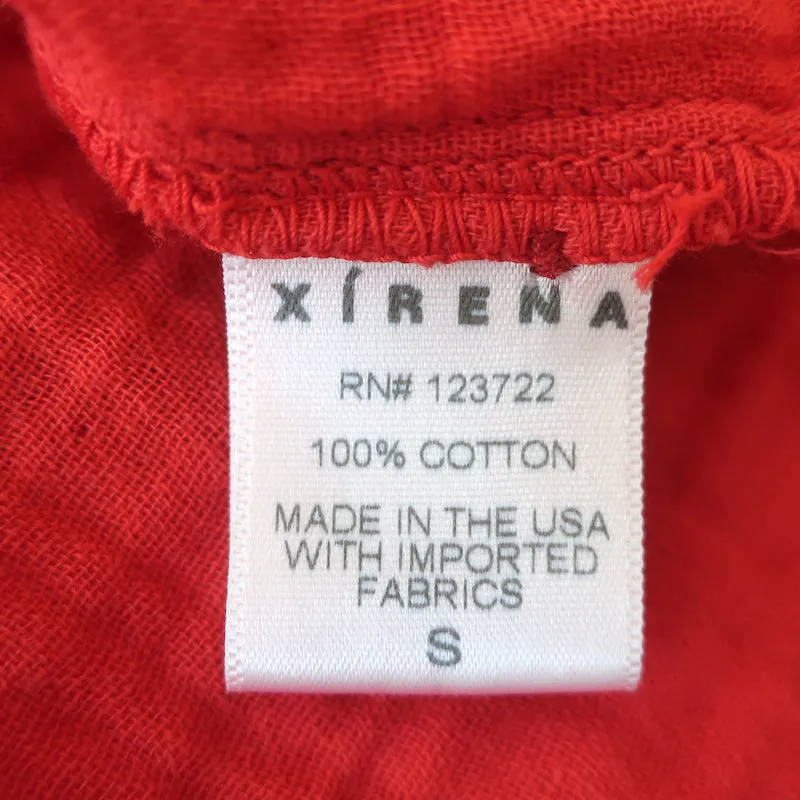 XÍRENA
RN# 123722
100% COTTON
MADE IN THE USA
WITH IMPORTED
FABRICS
S